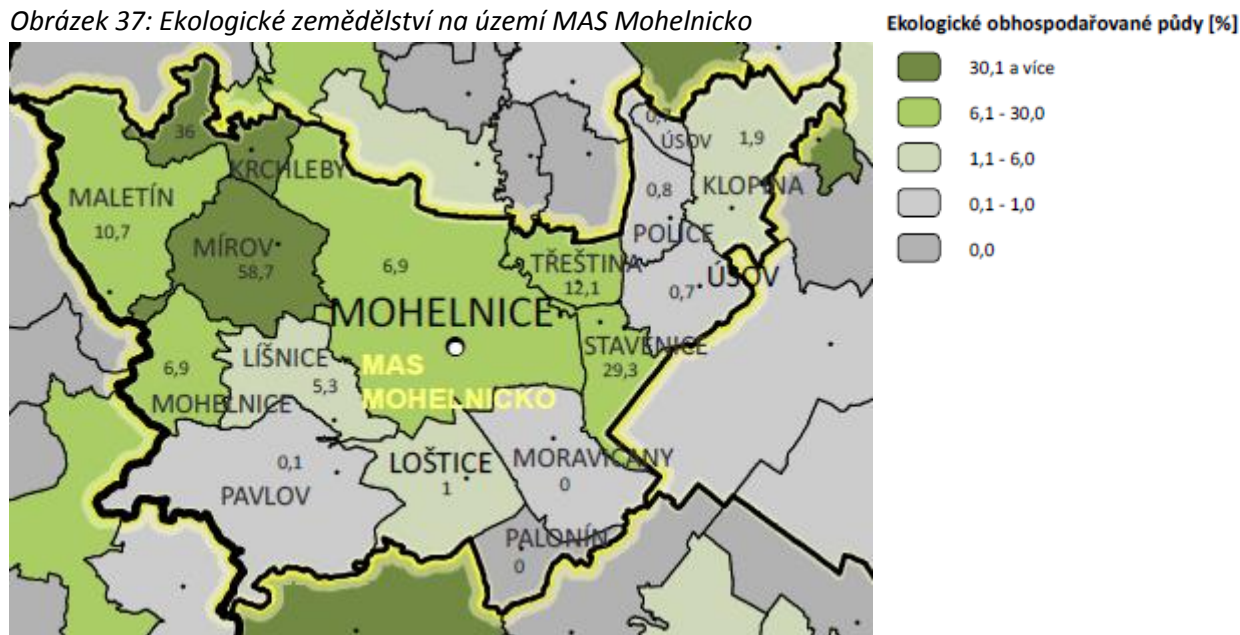 Obrázek 37: Ekologické zemědělství na území MAS Mohelnicko
Ekologické obhospodařované půdy [%]
30,1 a více
6,1 - 30,0
1,1 - 6,0
0,1 - 1,0
0,0
36
KRCHLEBY
MALETÍN
10,7
MÍROV
58,7
6,9
MOHELNICE
MAS
MOHELNICKO
TŘEŠTINA
12,1
0,7
ÚSOV
1,9
KLOPINA
0,8
POLICE
0,7
ÚSOV
STAVENICE
29,3
6,9
MOHELNICE
LÍŠNICE
5,3
0,1
PAVLOV
LOŠTICE
1
MORAVIČANY
0
PALONÍN
0